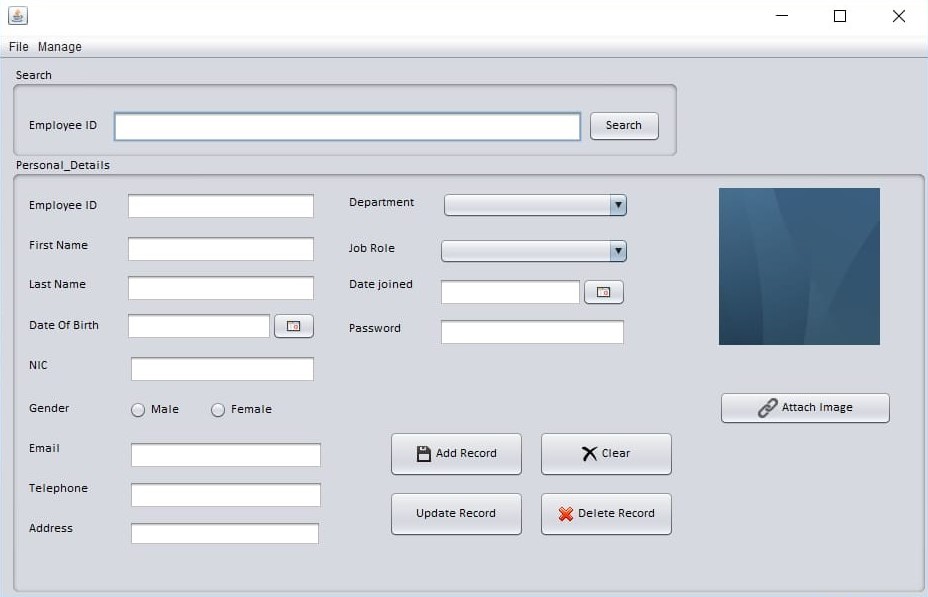 File Manage
Search
Employee ID Search
Personal_Details
Employee ID Department
First Name Job Role
Last Name Date joined
Date Of Birth Password
NIC
Gender Male Female
Attach Image
Email
Add Record Clear
Telephone
Update Record Delete Record
Address